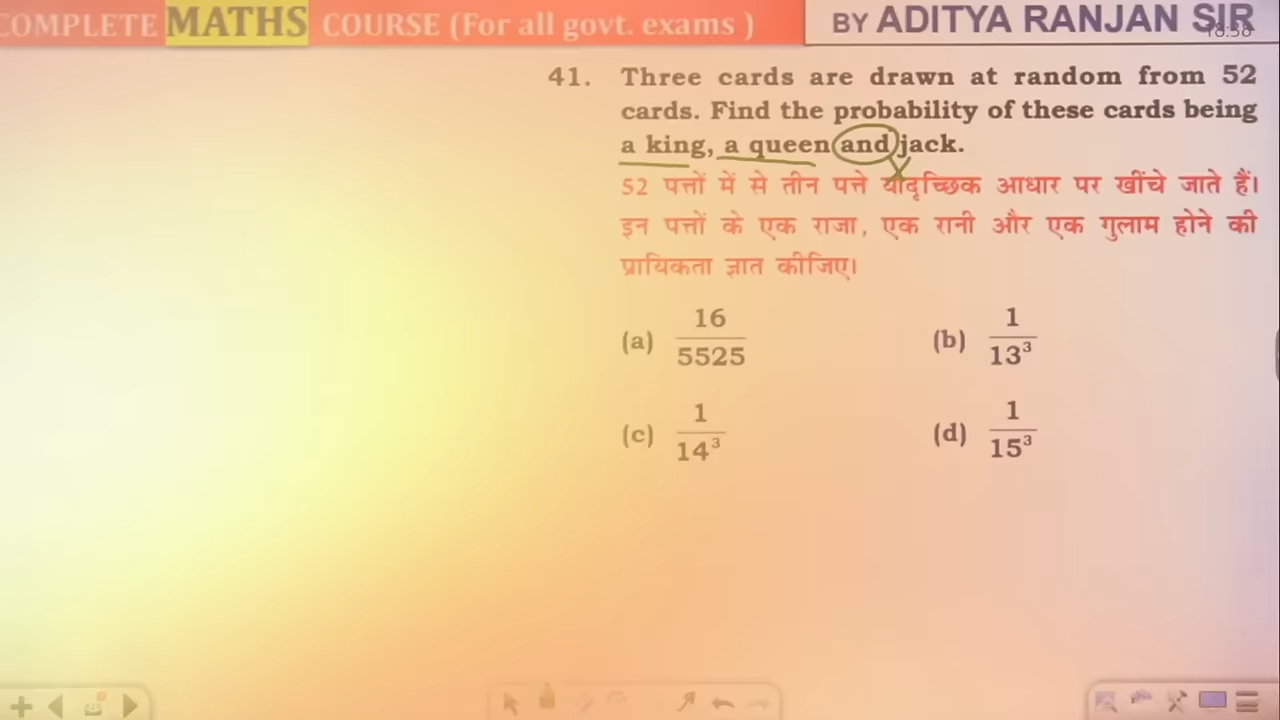 COMPLETE MATHS COURSE (For all govt. exams )
BY ADITYA RANJAN SIR
18:58
41. Three cards are drawn at random from 52
cards. Find the probability of these cards being
a king, a queen and jack.
52 पत्तों में से तीन पत्ते यादृच्छिक आधार पर खींचे जाते हैं।
इन पत्तों के एक राजा, एक रानी और एक गुलाम होने की
प्रायिकता ज्ञात कीजिए।
(a) 16/5525 (b) 1/13³
(c) 1/14³ (d) 1/15³